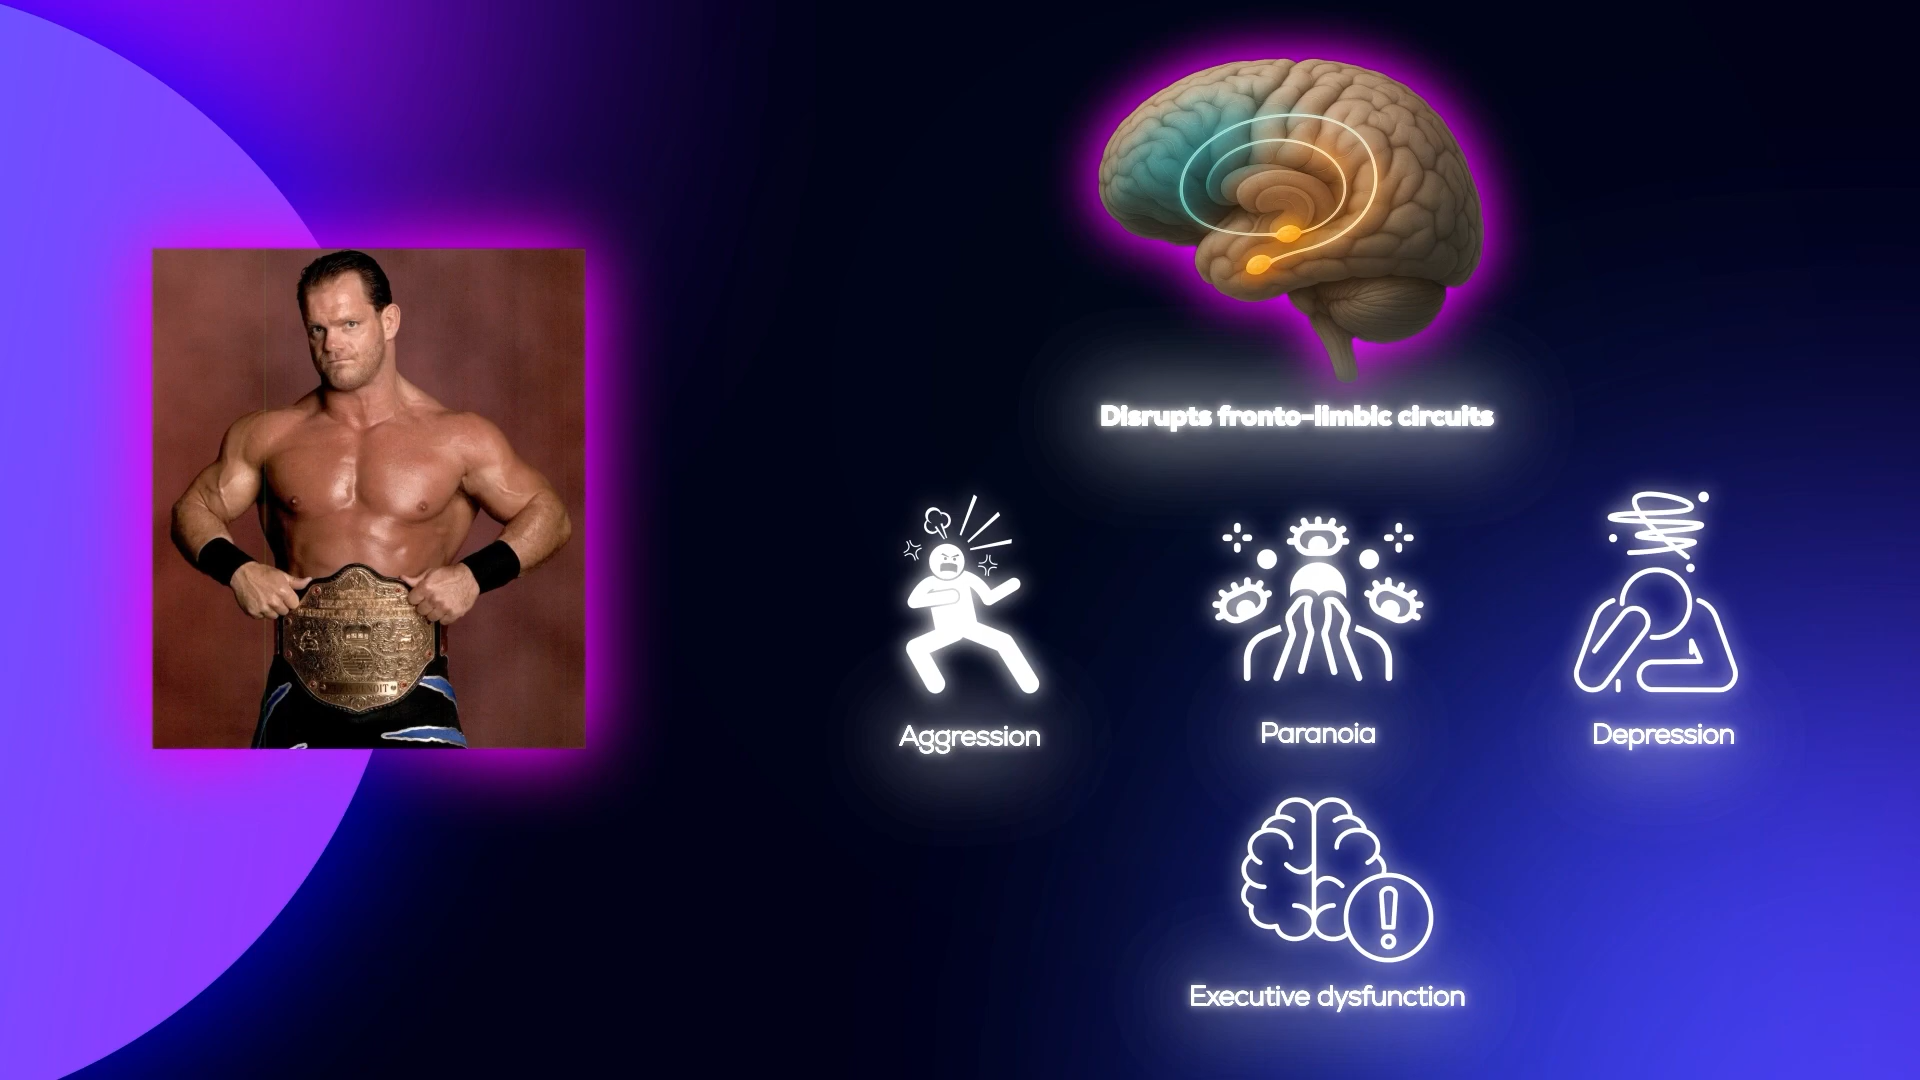 Disrupts fronto-limbic circuits
Aggression
Paranoia
Depression
Executive dysfunction